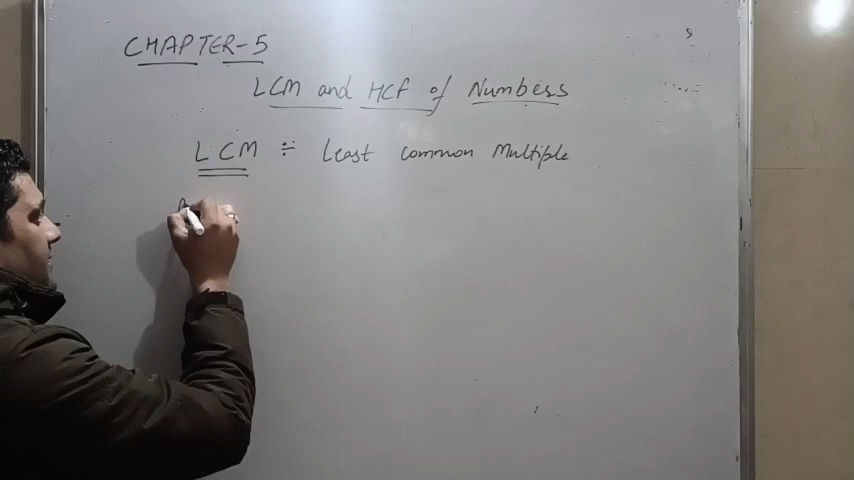 CHAPTER-5
LCM and HCF of Numbers
LCM ÷ Least common Multiple